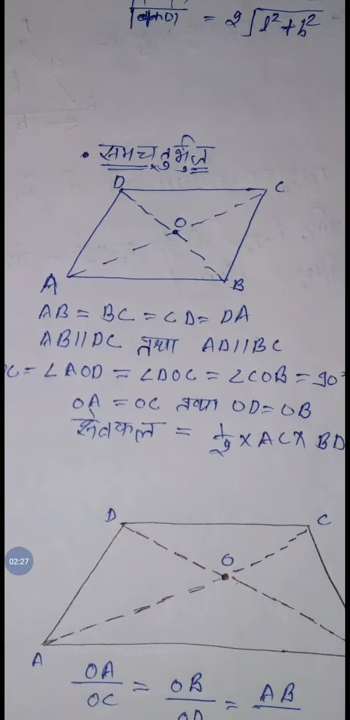 = 2√l²+b²
• समचतुर्भुज
D C
O
A B
AB = BC = CD = DA
AB//DC तथा AD//BC
= ∠AOD = ∠DOC = ∠COB = 90°
OA = OC तथा OD = OB
क्षेत्रफल = 1/2 × AC × BD
D C
O
02:27
A
OA/OC = OB/OD = AB